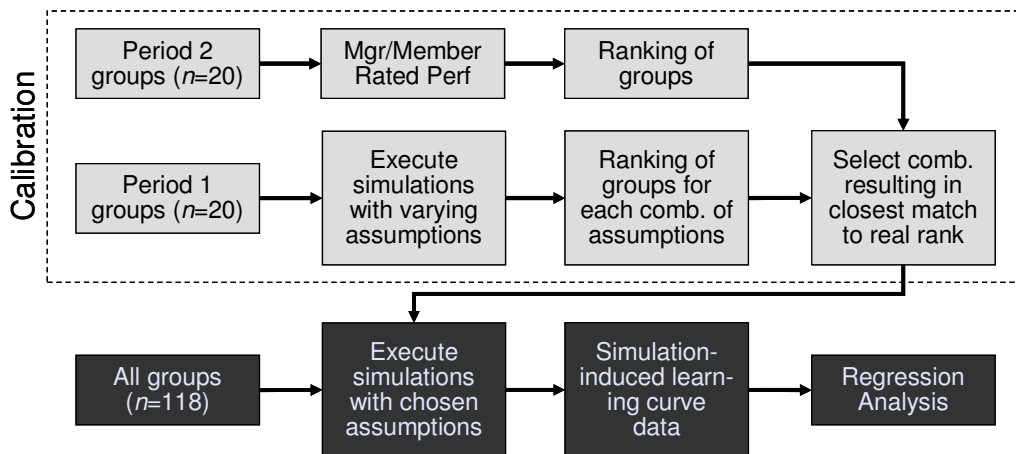 Calibration
Period 2
groups (n=20)
Mgr/Member
Rated Perf
Ranking of
groups
Period 1
groups (n=20)
Execute
simulations
with varying
assumptions
Ranking of
groups for
each comb. of
assumptions
Select comb.
resulting in
closest match
to real rank
All groups
(n=118)
Execute
simulations
with chosen
assumptions
Simulation-
induced learn-
ing curve
data
Regression
Analysis